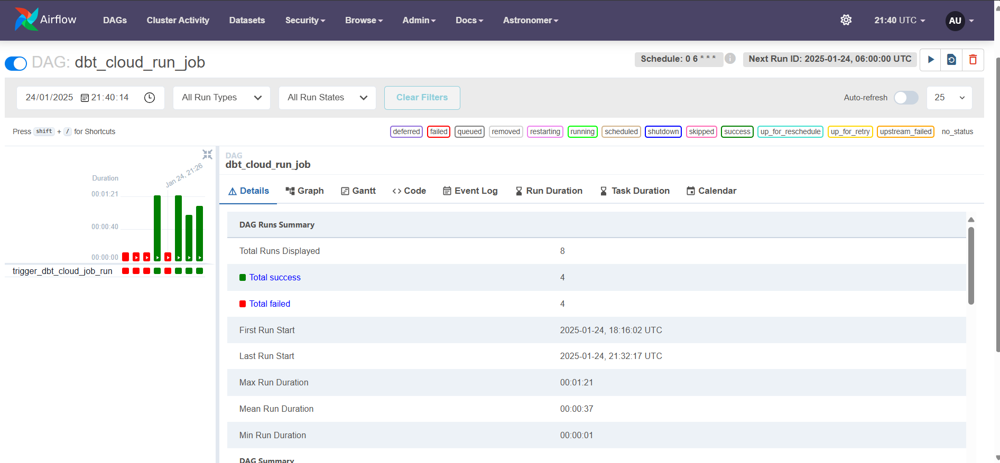 Airflow DAGs Cluster Activity Datasets Security Browse Admin Docs Astronomer 21:40 UTC AU
DAG: dbt_cloud_run_job Schedule: 0 6 * * * i Next Run ID: 2025-01-24, 06:00:00 UTC
24/01/2025 21:40:14 All Run Types All Run States Clear Filters Auto-refresh 25
Press shift + / for Shortcuts deferred failed queued removed restarting running scheduled shutdown skipped success up_for_reschedule up_for_retry upstream_failed no_status
Duration
Jan 24, 21:26
00:01:21
00:00:40
00:00:00
trigger_dbt_cloud_job_run
DAG
dbt_cloud_run_job
Details Graph Gantt Code Event Log Run Duration Task Duration Calendar
DAG Runs Summary
Total Runs Displayed 8
Total success 4
Total failed 4
First Run Start 2025-01-24, 18:16:02 UTC
Last Run Start 2025-01-24, 21:32:17 UTC
Max Run Duration 00:01:21
Mean Run Duration 00:00:37
Min Run Duration 00:00:01
DAG Summary